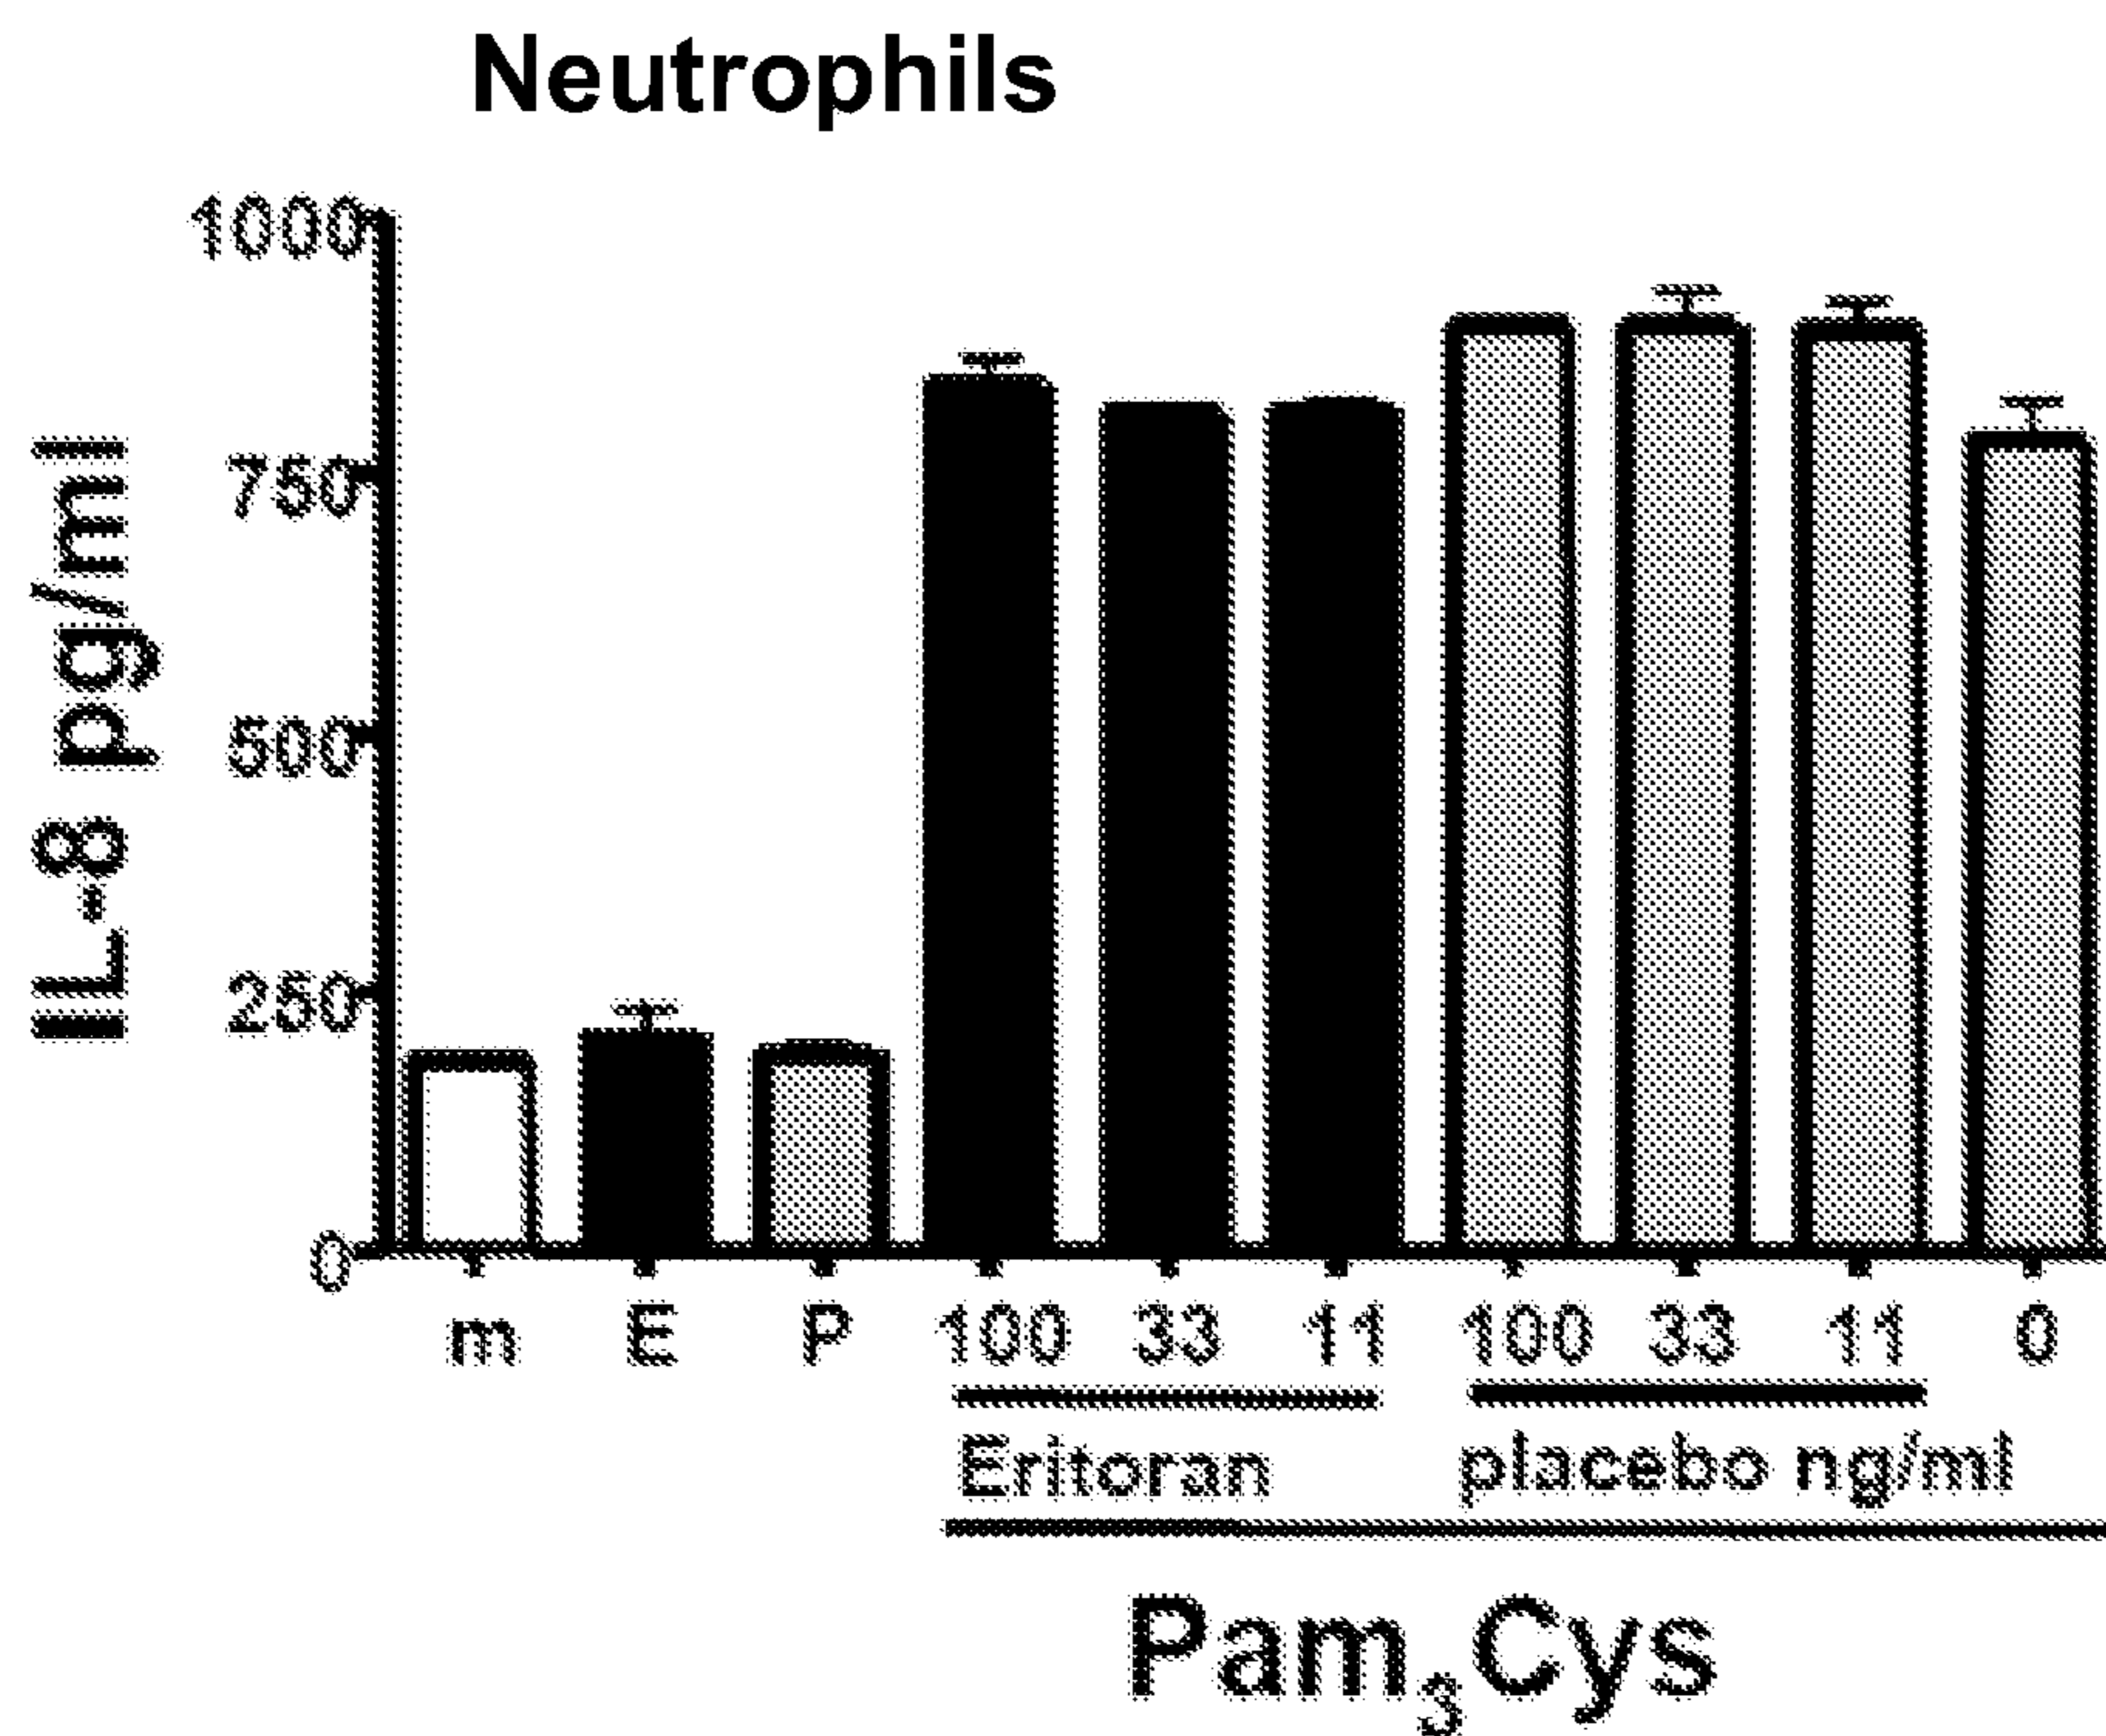 Neutrophils
IL-8 pg/ml
1000
750
500
250
0
m E P 100 33 11 100 33 11 0
Eritoran placebo ng/ml
Pam₃Cys